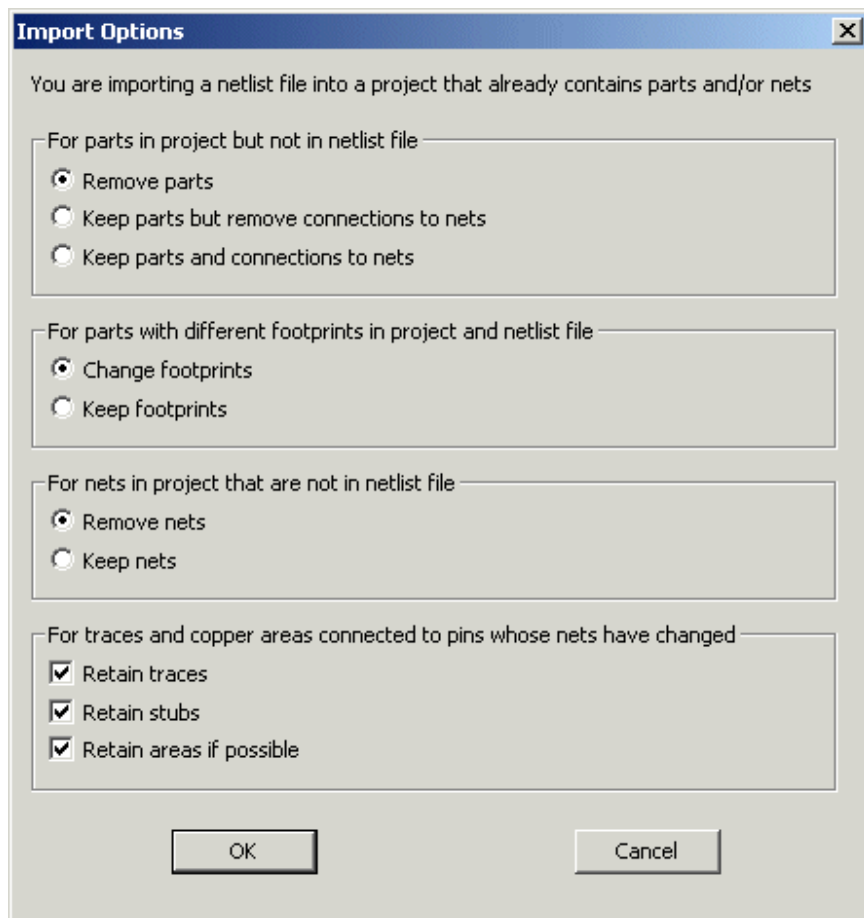 Import Options
You are importing a netlist file into a project that already contains parts and/or nets
For parts in project but not in netlist file
Remove parts
Keep parts but remove connections to nets
Keep parts and connections to nets
For parts with different footprints in project and netlist file
Change footprints
Keep footprints
For nets in project that are not in netlist file
Remove nets
Keep nets
For traces and copper areas connected to pins whose nets have changed
Retain traces
Retain stubs
Retain areas if possible
OK Cancel